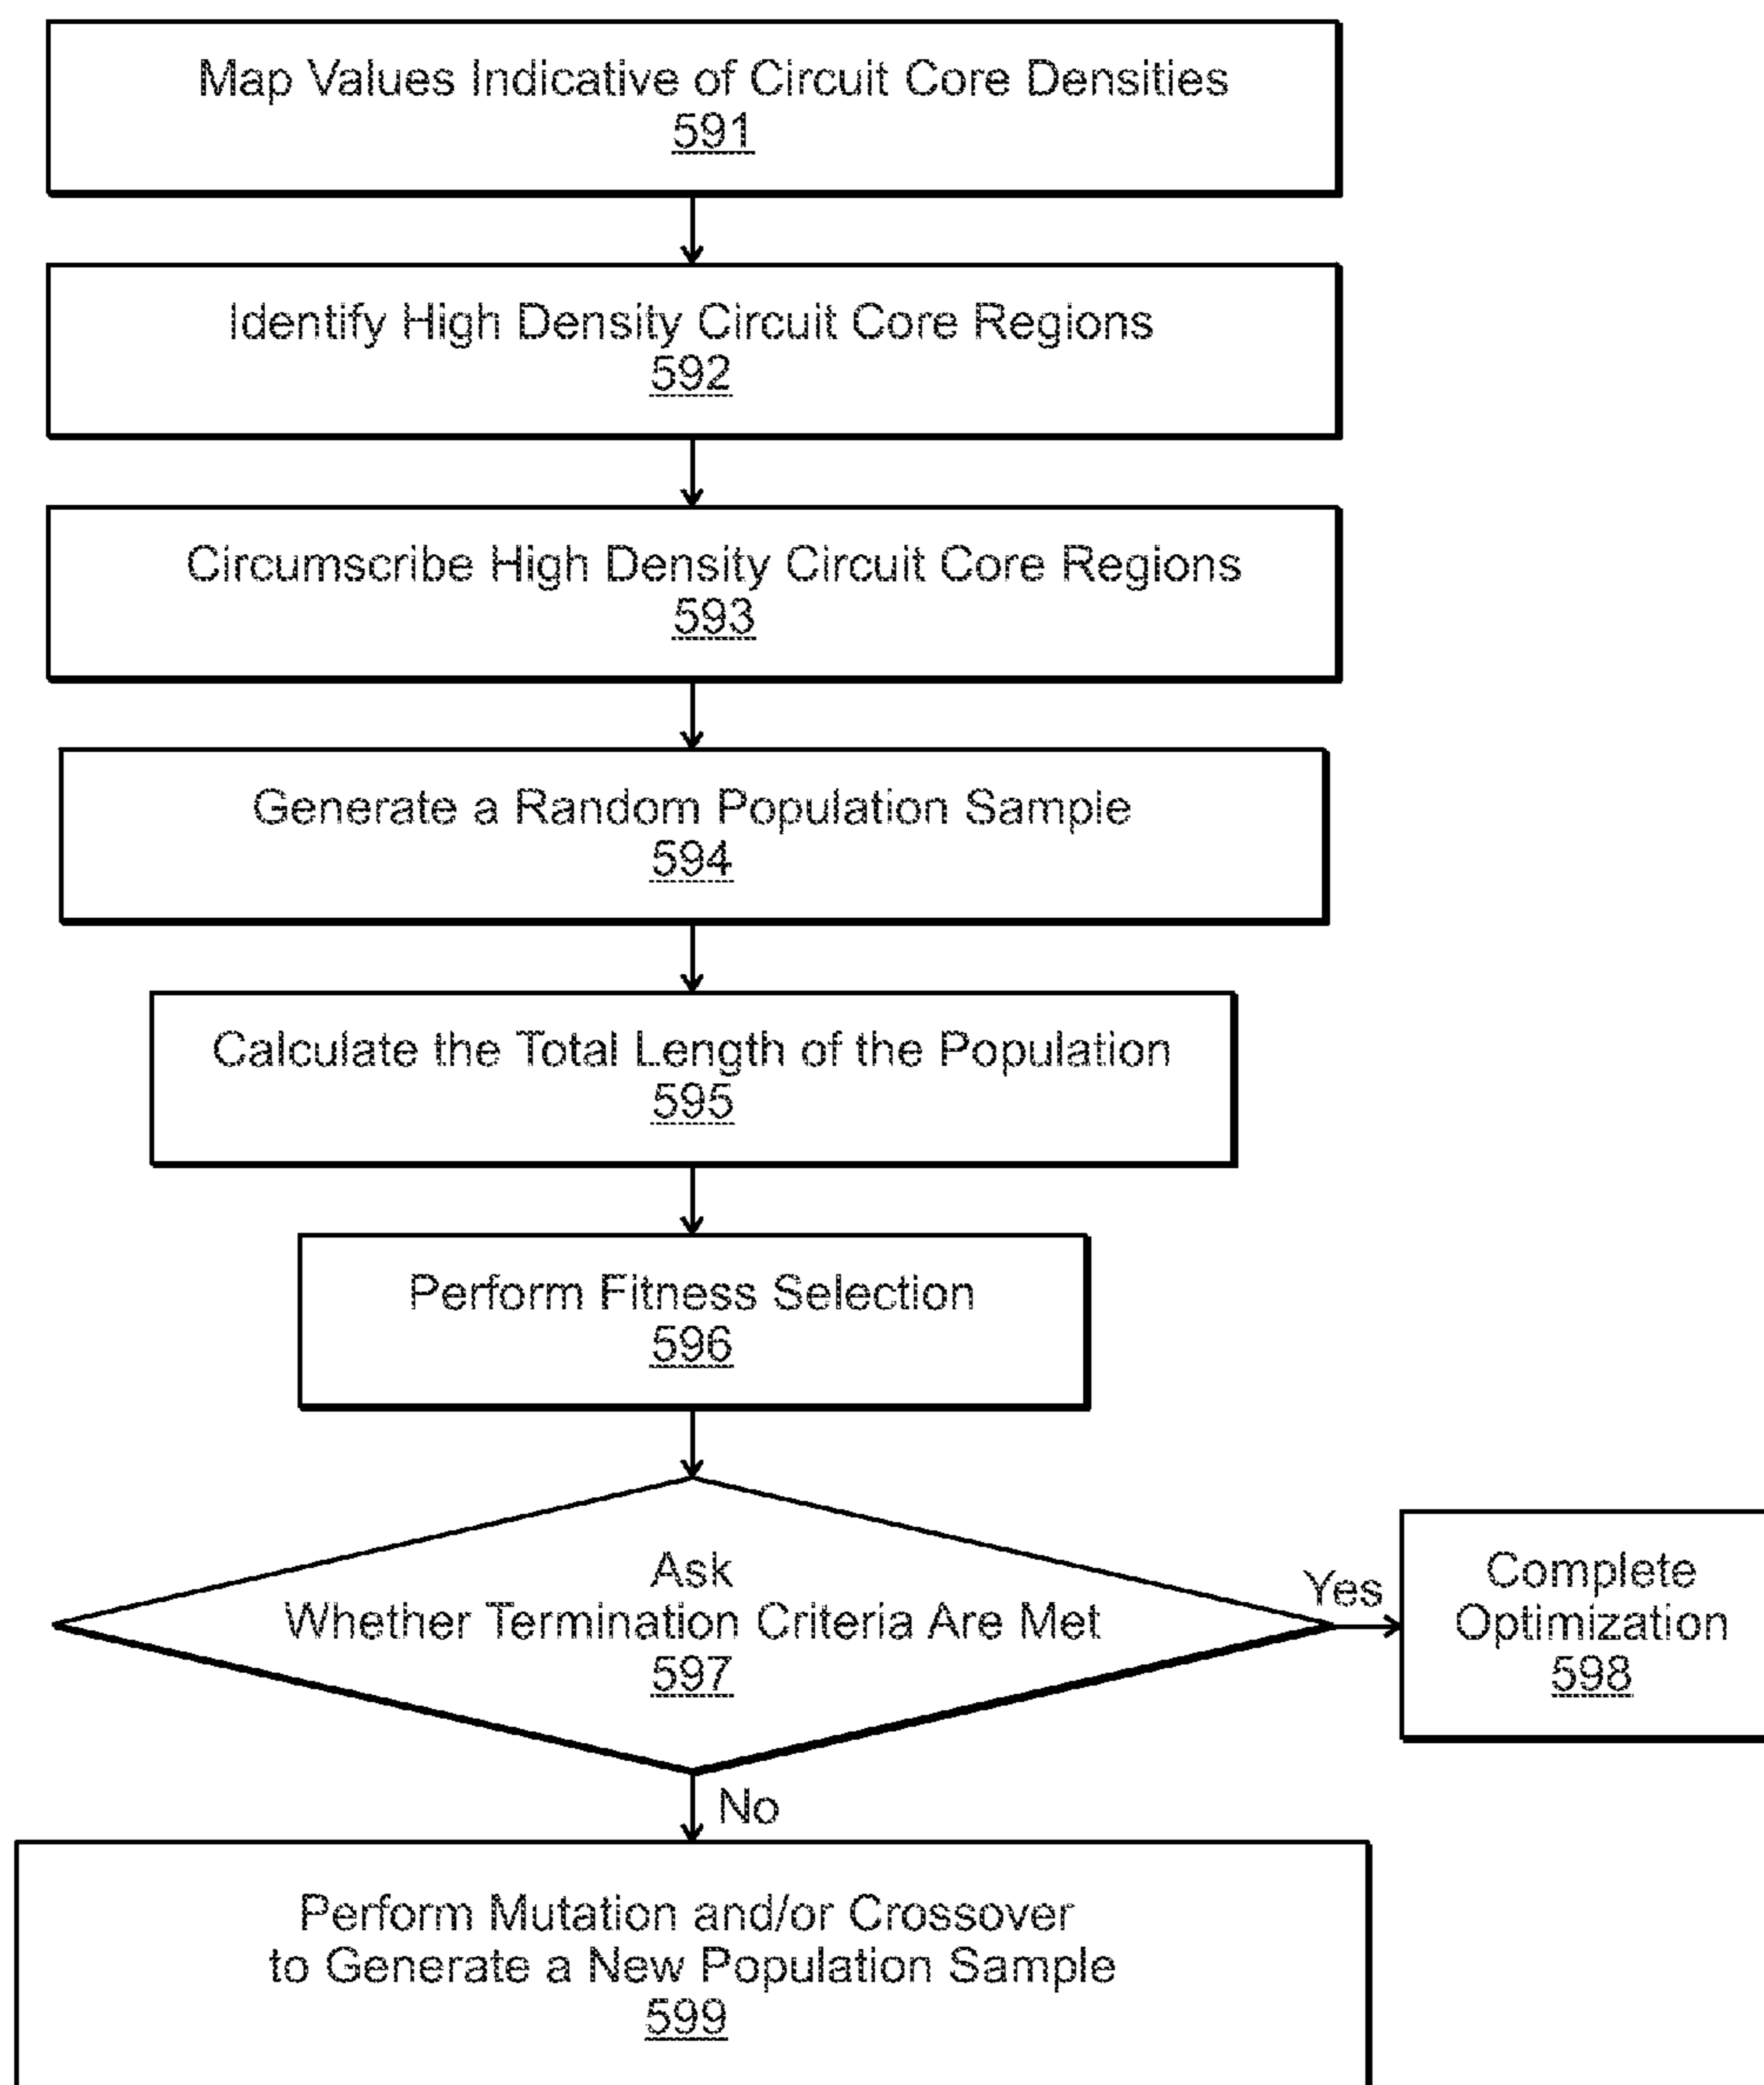 Map Values Indicative of Circuit Core Densities
591
Identify High Density Circuit Core Regions
592
Circumscribe High Density Circuit Core Regions
593
Generate a Random Population Sample
594
Calculate the Total Length of the Population
595
Perform Fitness Selection
596
Ask
Whether Termination Criteria Are Met
597
Yes
Complete
Optimization
598
No
Perform Mutation and/or Crossover
to Generate a New Population Sample
599